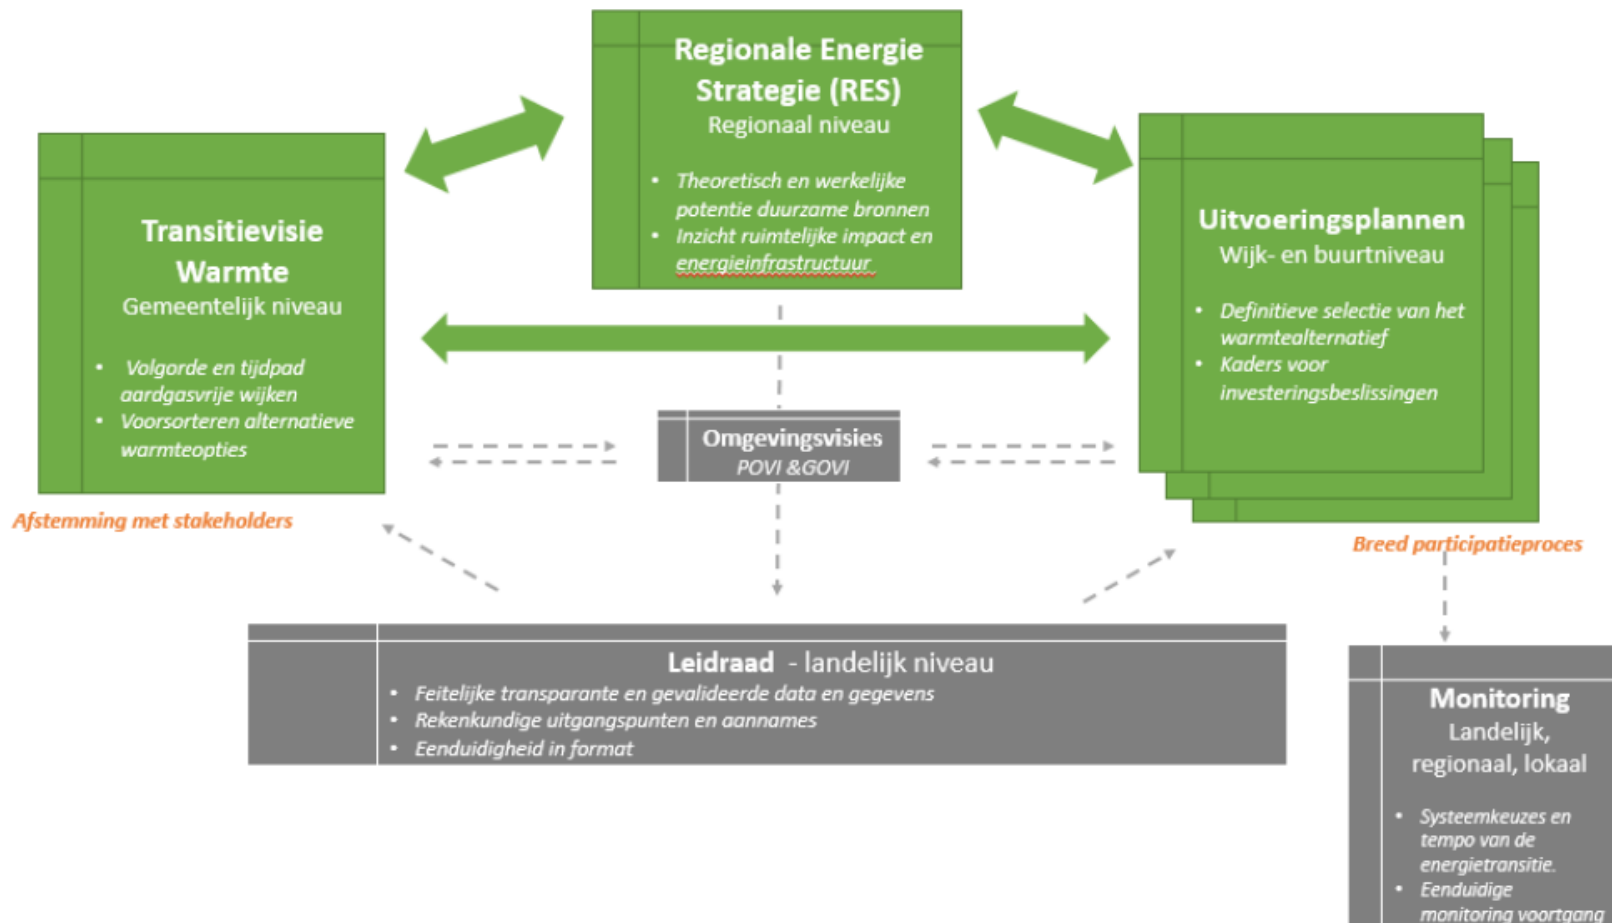 Regionale Energie
Strategie (RES)
Regionaal niveau
• Theoretisch en werkelijke
potentie duurzame bronnen
• Inzicht ruimtelijke impact en
energieinfrastructuur
Transitievisie
Warmte
Gemeentelijk niveau
• Volgorde en tijdpad
aardgasvrije wijken
• Voorsorteren alternatieve
warmteopties
Afstemming met stakeholders
Uitvoeringsplannen
Wijk- en buurtniveau
• Definitieve selectie van het
warmtealternatief
• Kaders voor
investeringsbeslissingen
Breed participatieproces
Omgevingsvisies
POVI &GOVI
Leidraad - landelijk niveau
• Feitelijke transparante en gevalideerde data en gegevens
• Rekenkundige uitgangspunten en aannames
• Eenduidigheid in format
Monitoring
Landelijk,
regionaal, lokaal
• Systeemkeuzes en
tempo van de
energietransitie.
• Eenduidige
monitoring voortgang